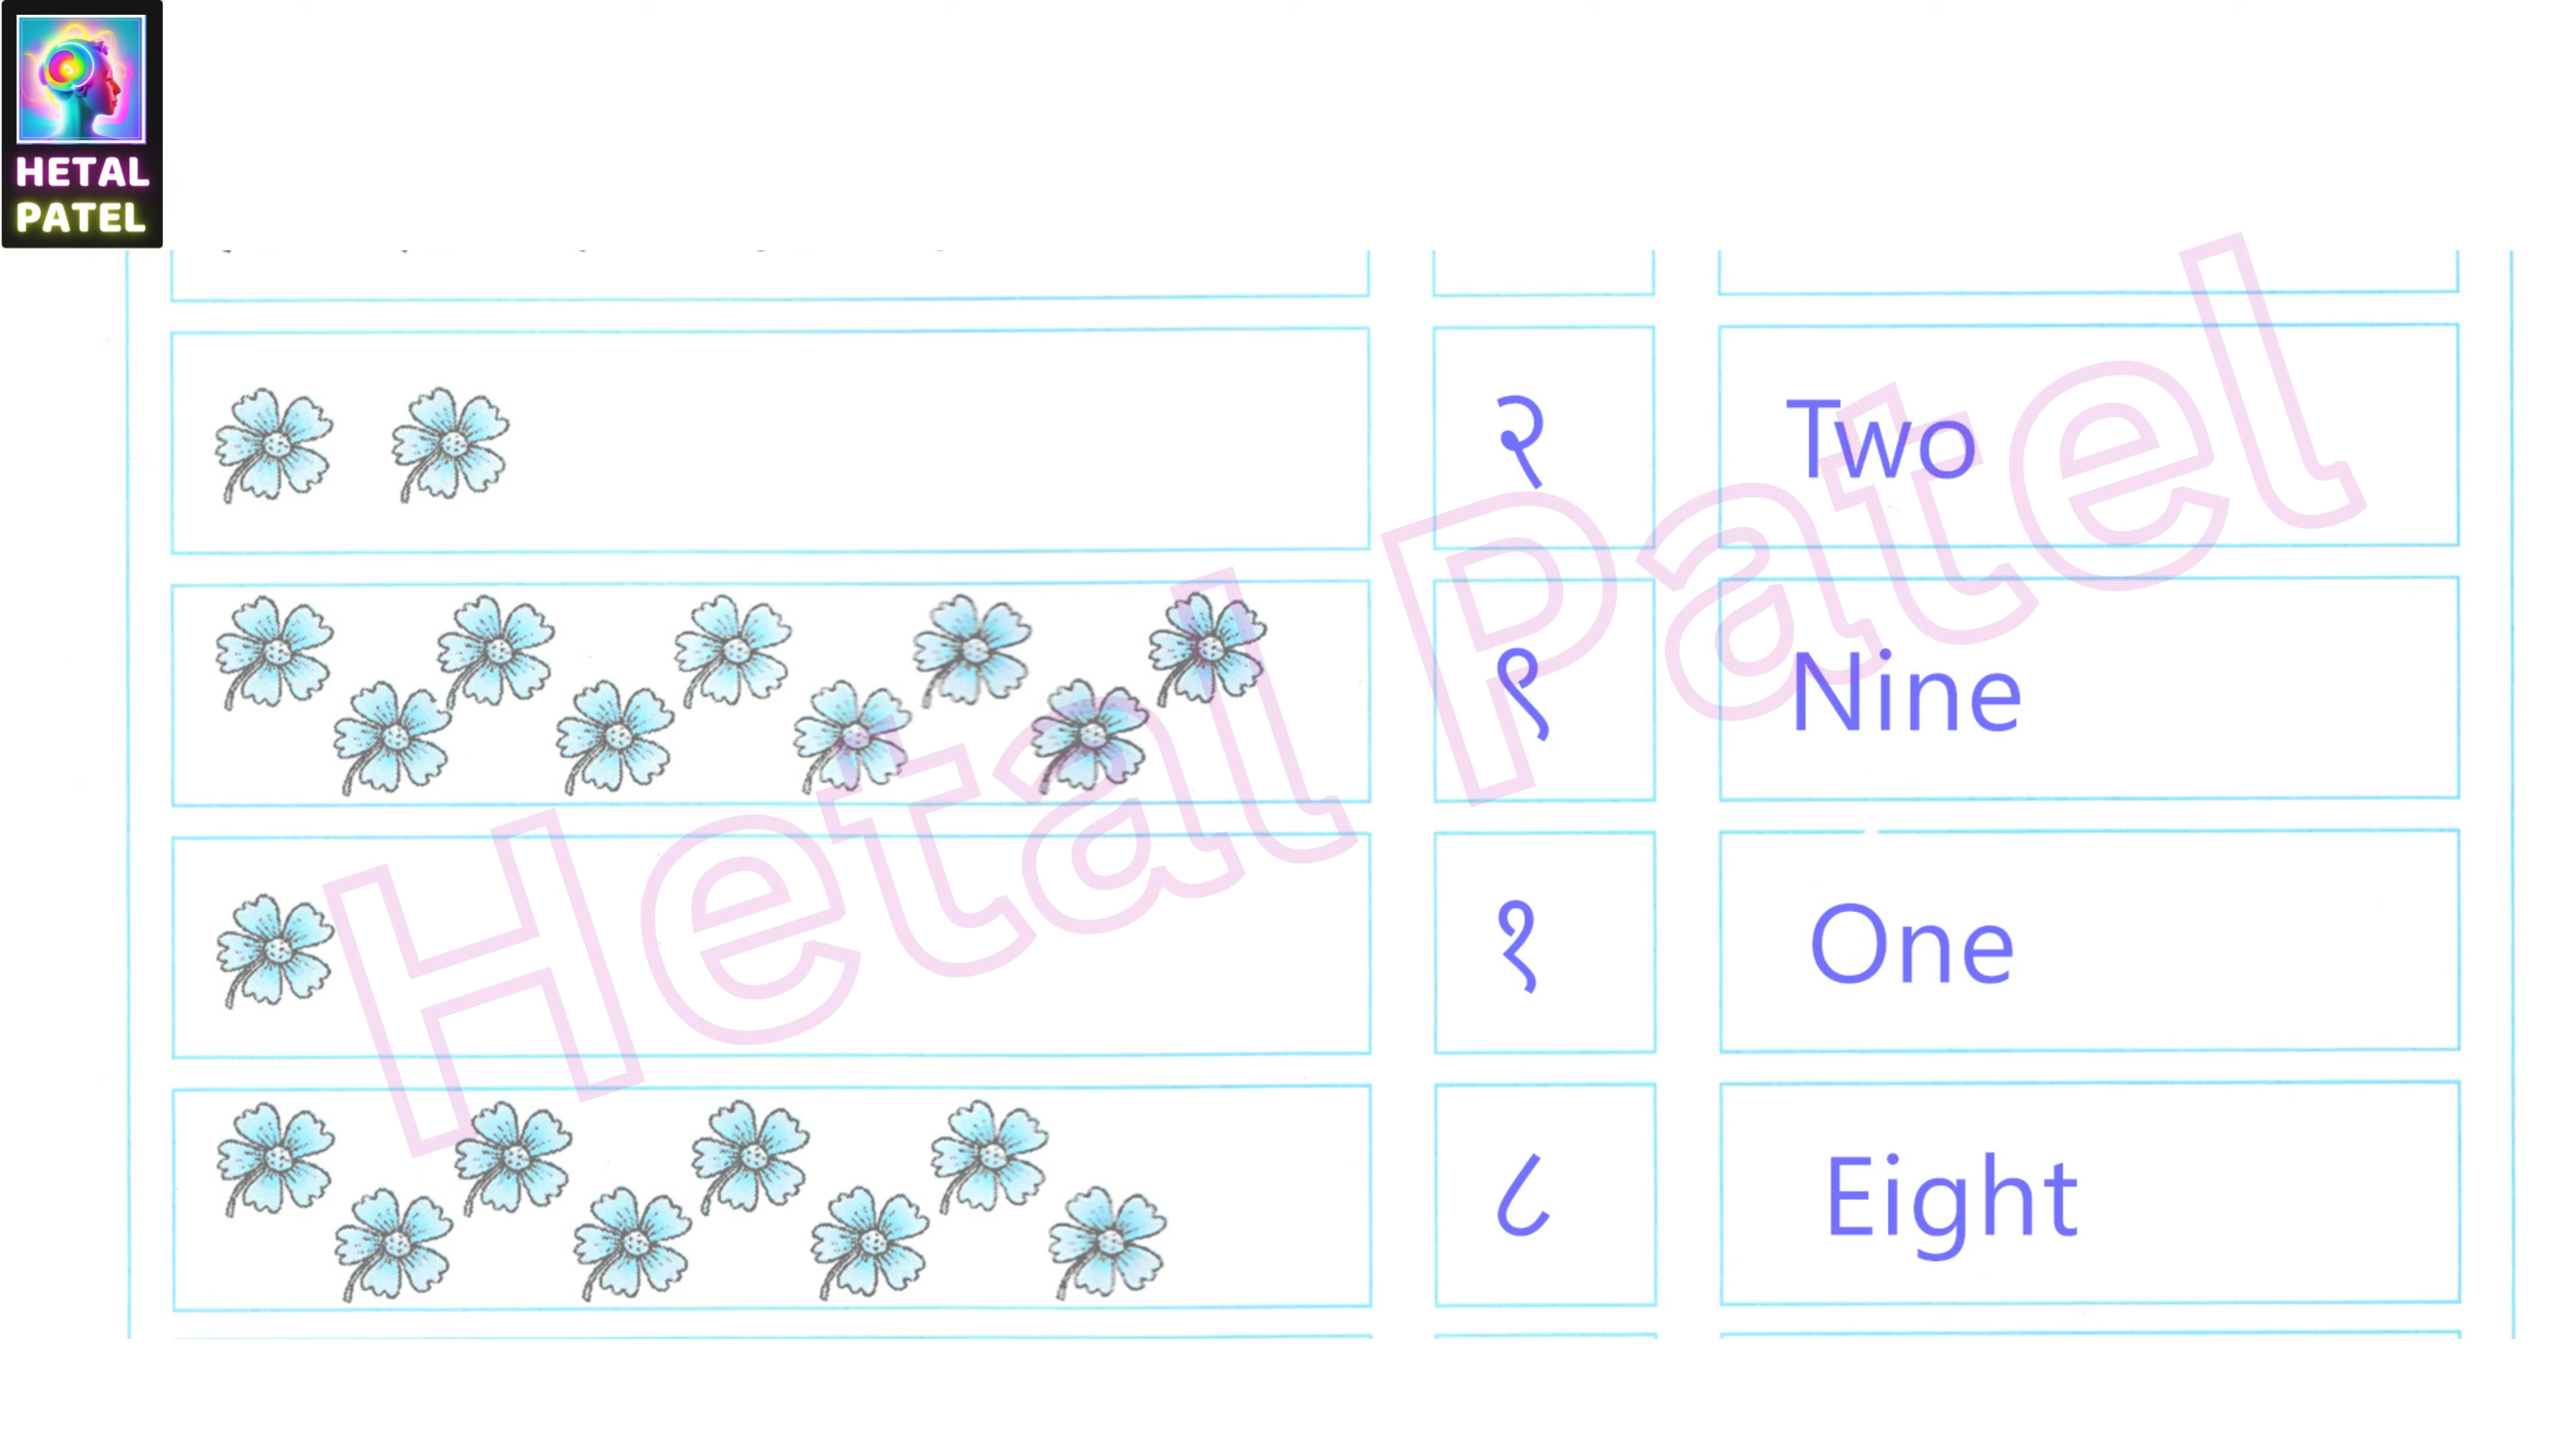 HETAL
PATEL
२ Two
९ Nine
१ One
८ Eight
Hetal Patel